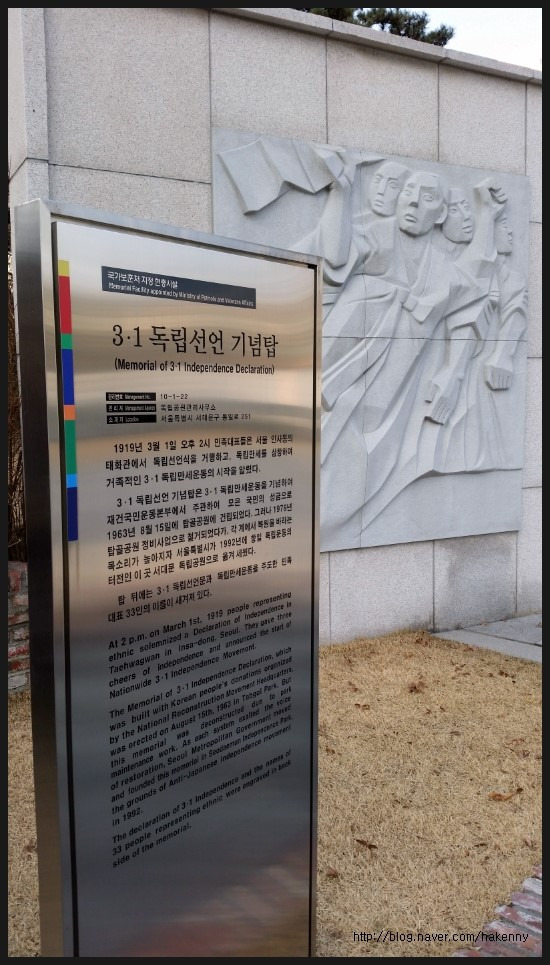 국가보훈처 지정 현충시설
Memorial Facility appointed by Ministry of Patriots and Veterans Affairs
3·1 독립선언 기념탑
(Memorial of 3·1 Independence Declaration)
관리번호 Management No. 10-1-22
관 리 자 독립공원관리사무소
소 재 지 Location 서울특별시 서대문구 통일로 251
1919년 3월 1일 오후 2시 민족대표들은 서울 인사동의
태화관에서 독립선언식을 거행하고, 독립만세를 삼창하여
거족적인 3·1 독립만세운동의 시작을 알렸다.
3·1 독립선언 기념탑은 3·1 독립만세운동을 기념하여
재건국민운동본부에서 주관하여 모은 국민의 성금으로
1963년 8월 15일에 탑골공원에 건립되었다. 그러나 1979년
탑골공원 정비사업으로 철거되었다가, 각 계에서 복원을 바라는
목소리가 높아지자 서울특별시가 1992년에 항일 독립운동의
터전인 이 곳 서대문 독립공원으로 옮겨 세웠다.
탑 뒤에는 3·1 독립선언문과 독립만세운동을 주도한 민족
대표 33인의 이름이 새겨져 있다.
At 2 p.m. on March 1st, 1919 people representing
ethnic solemnized a Declaration of Independence in
Taehwagwan in Insa-dong, Seoul. They gave three
cheers of independence and announced the start of
Nationwide 3·1 Independence Movement.
The Memorial of 3·1 Independence Declaration, which
was built with Korean people's donations organized
by the National Reconstruction Movement Headquarters,
was erected on August 15th, 1963 in Tapgol Park. But
this memorial was deconstructed due to park
maintenance work. As each system exalted the voice
of restoration, Seoul Metropolitan Government moved
and founded this memorial in Seodaemun Independence Park,
the grounds of Anti-Japanese independence movement
in 1992.
The declaration of 3·1 Independence and the names of
33 people representing ethnic were engraved in back
side of the memorial.
http://blog.naver.com/hakenny